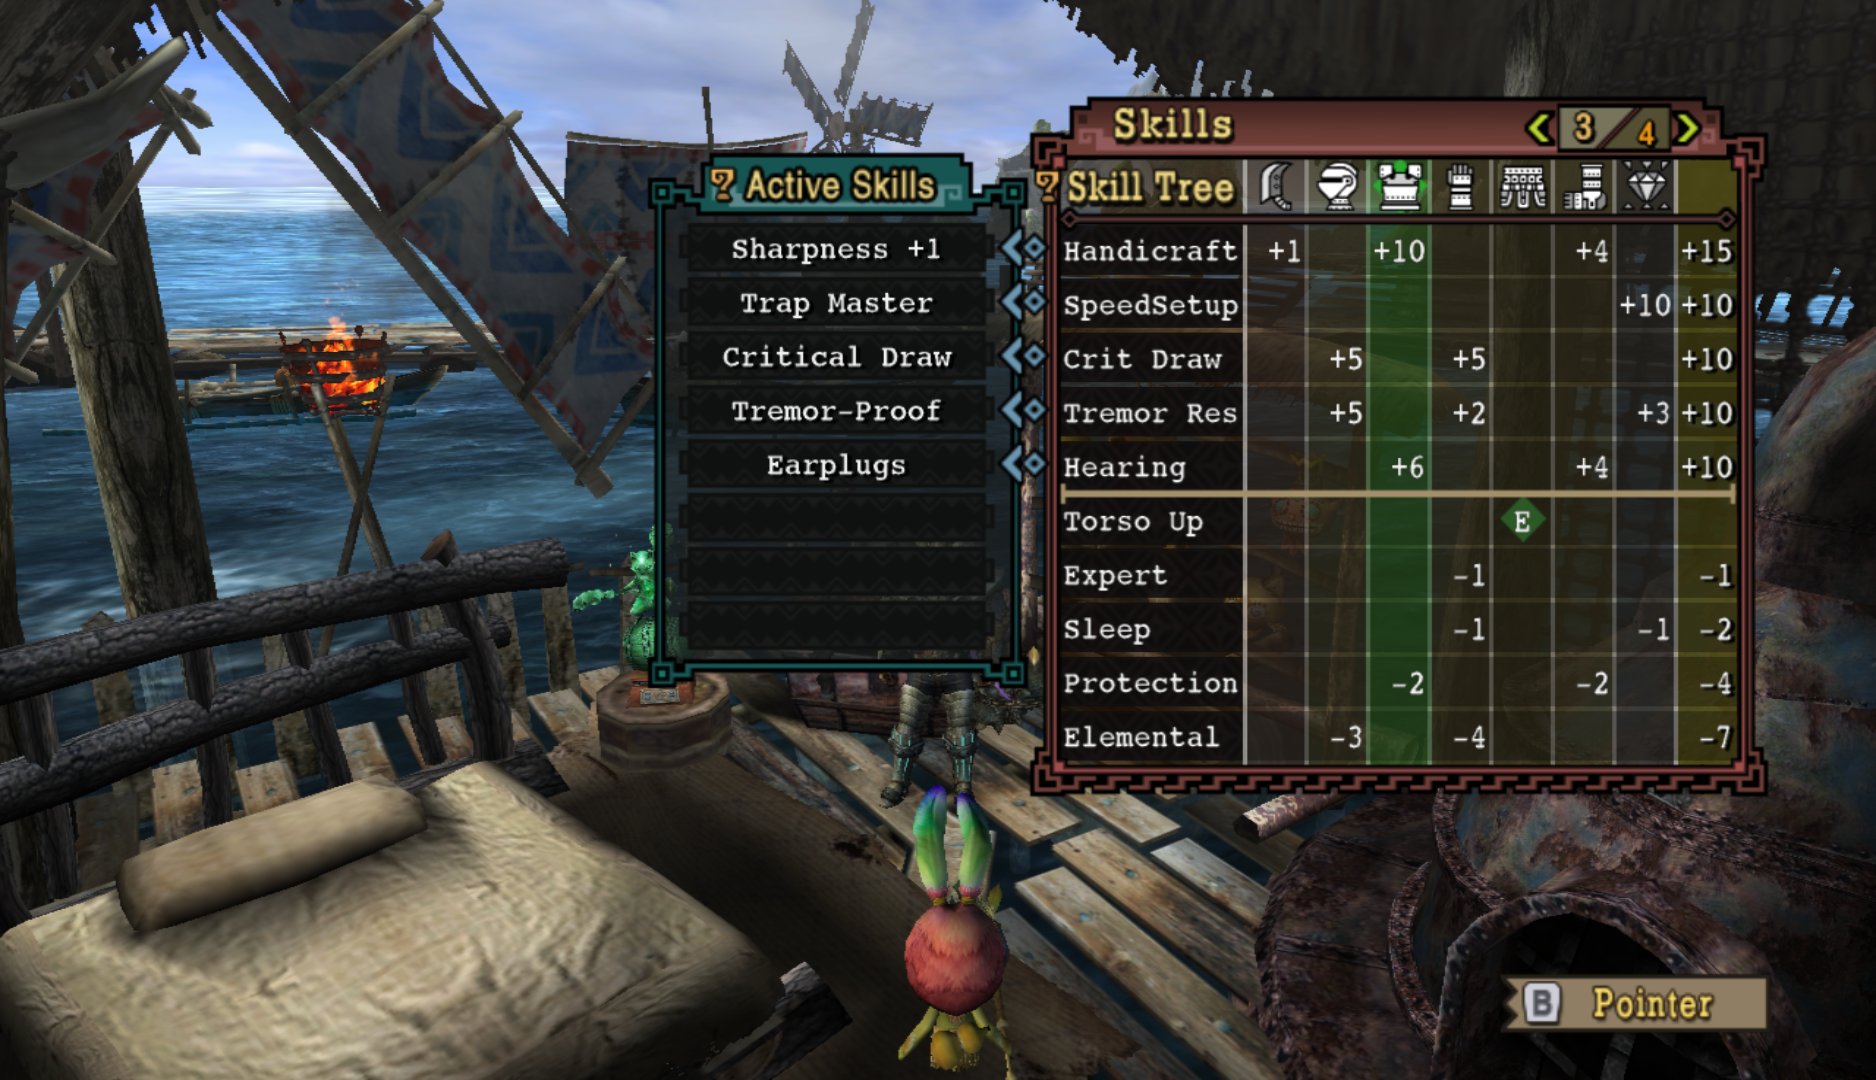 Skills
3 / 4
? Active Skills
? Skill Tree
Sharpness +1
Trap Master
Critical Draw
Tremor-Proof
Earplugs
Handicraft +1 +10 +4 +15
SpeedSetup +10 +10
Crit Draw +5 +5 +10
Tremor Res +5 +2 +3 +10
Hearing +6 +4 +10
Torso Up E
Expert -1 -1
Sleep -1 -1 -2
Protection -2 -2 -4
Elemental -3 -4 -7
B Pointer